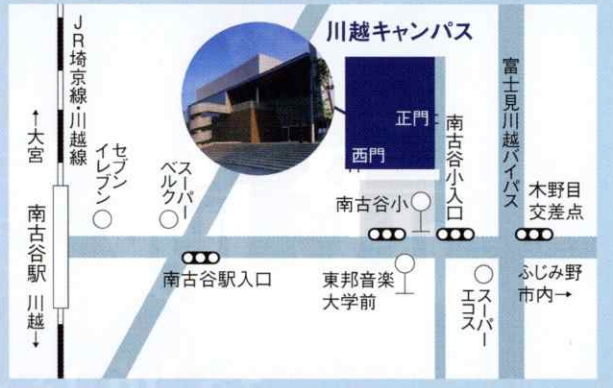 川越キャンパス
JR埼京線・川越線
←大宮
南古谷駅
川越→
セブン
イレブン
スーパー
ベルク
南古谷駅入口
正門
西門
南古谷小
東邦音楽
大学前
南古谷小入口
スーパー
エコス
富士見川越バイパス
木野目
交差点
ふじみ野
市内→